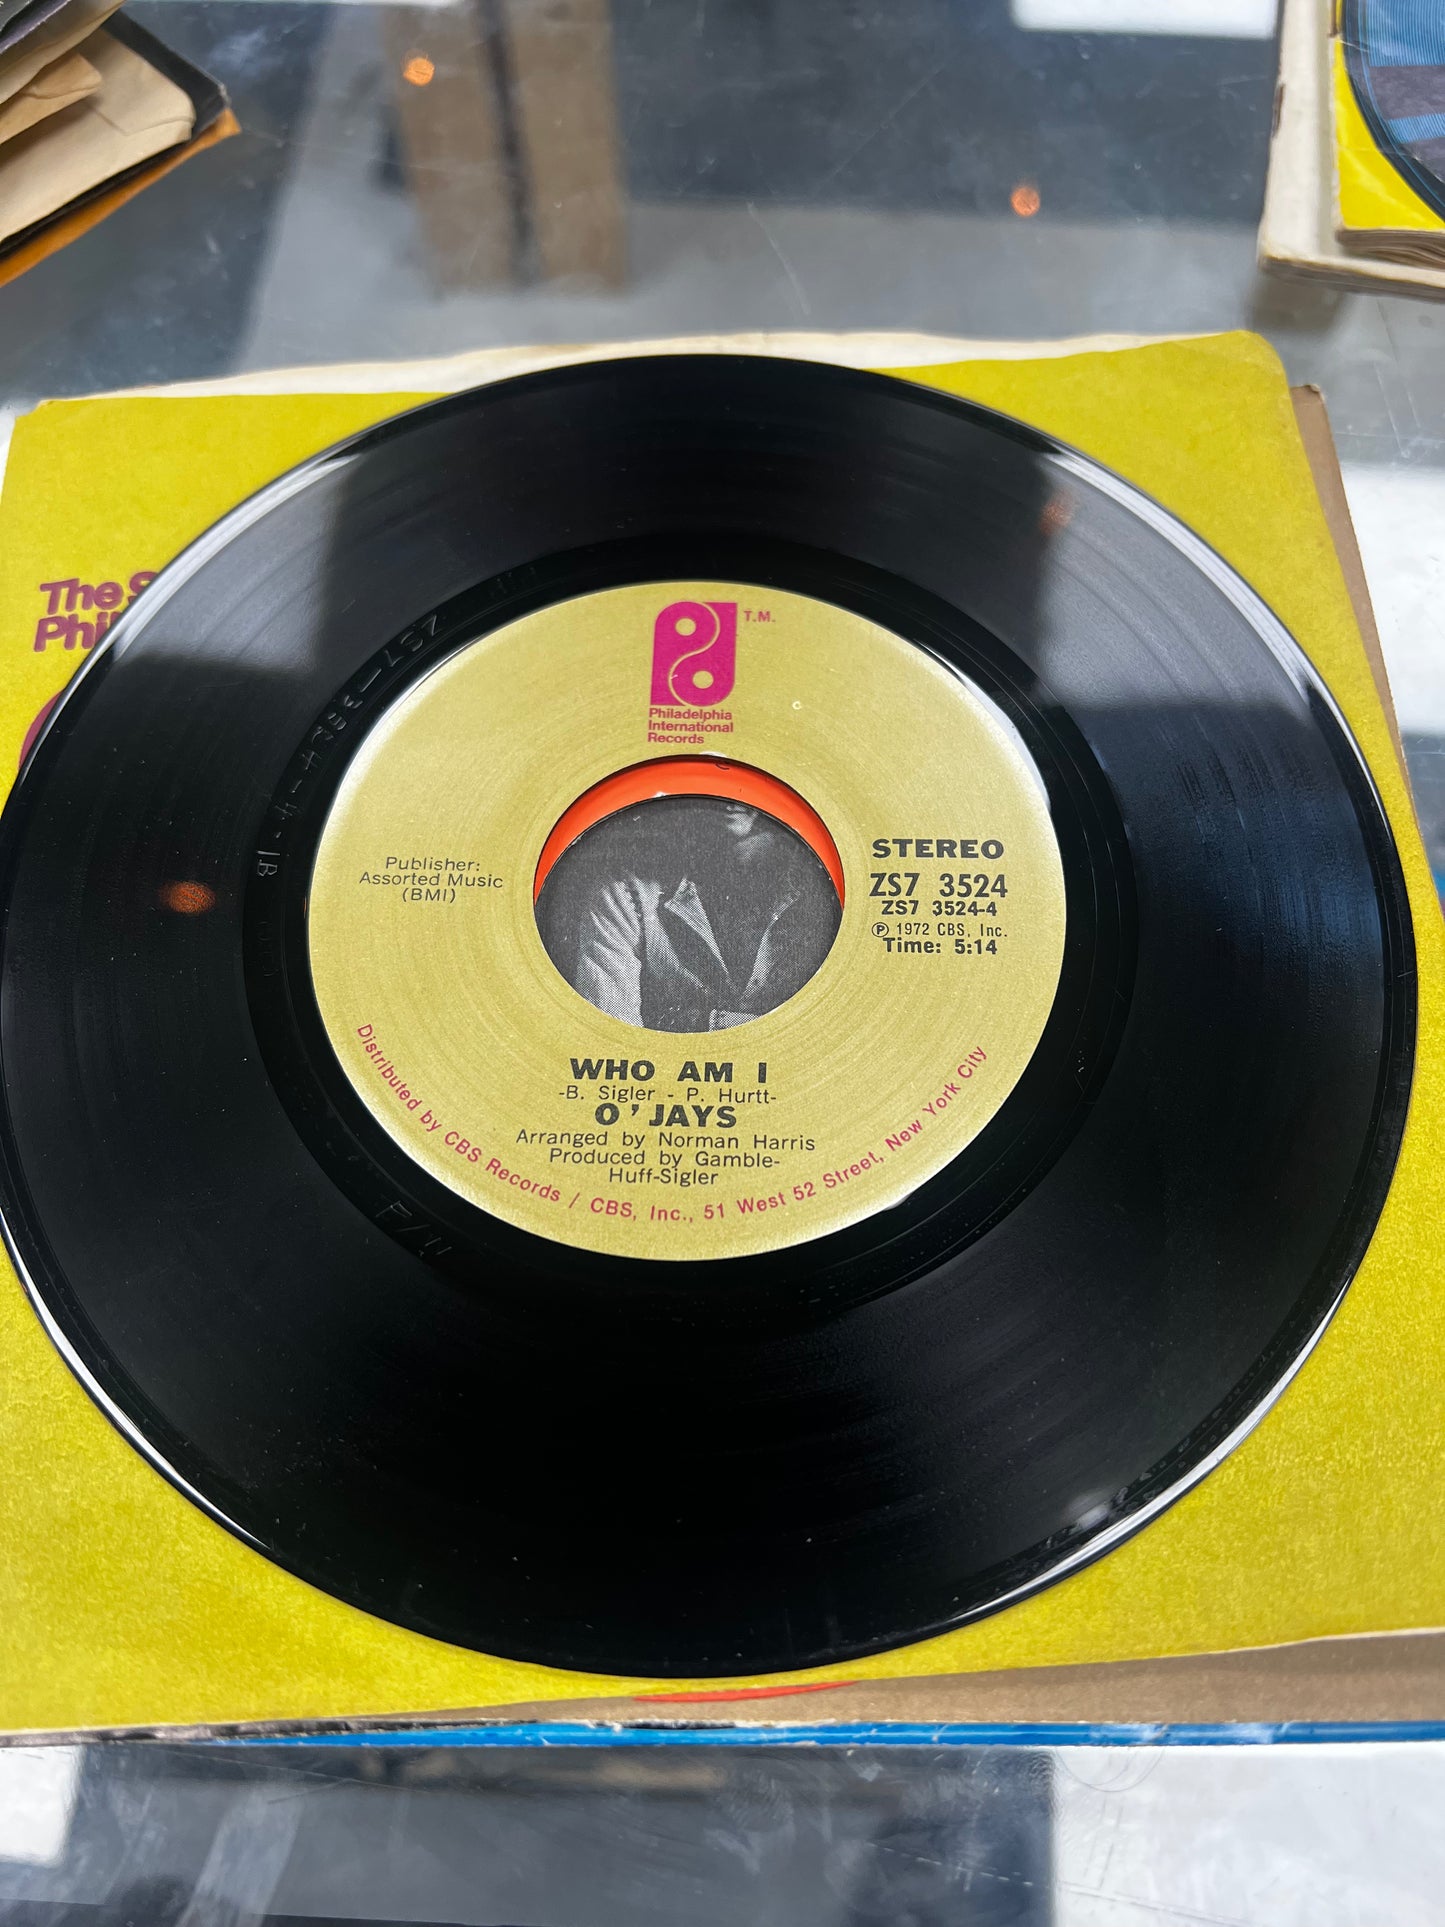 The
Phil
T.M.
Philadelphia
International
Records
Publisher:
Assorted Music
(BMI)
STEREO
ZS7 3524
ZS7 3524-4
Ⓟ 1972 CBS, Inc.
Time: 5:14
WHO AM I
-B. Sigler - P. Hurtt-
O'JAYS
Arranged by Norman Harris
Produced by Gamble-
Huff-Sigler
Distributed by CBS Records / CBS, Inc., 51 West 52 Street, New York City